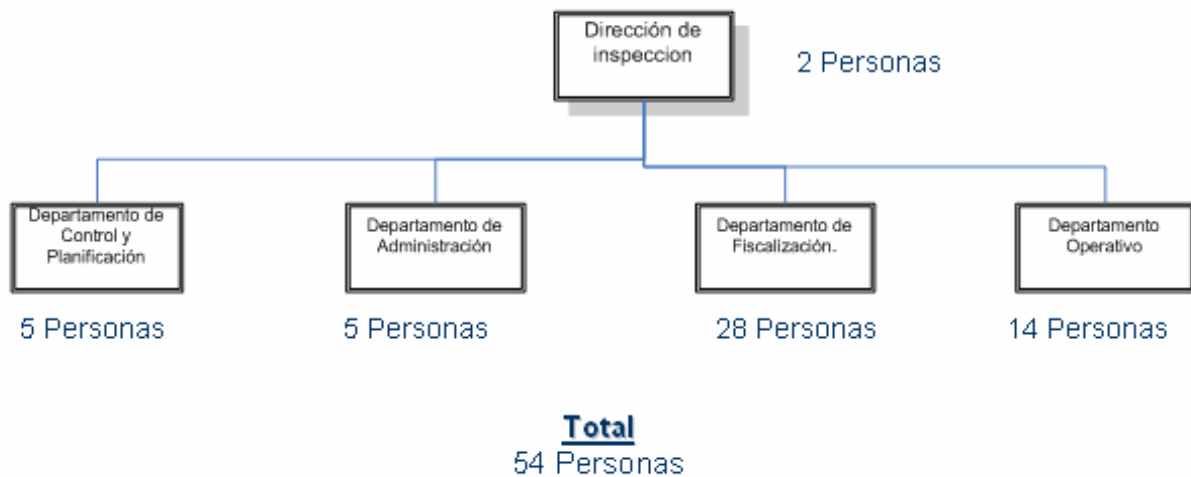 Dirección de
inspeccion
2 Personas
Departamento de
Control y
Planificación
Departamento de
Administración
Departamento de
Fiscalización.
Departamento
Operativo
5 Personas
5 Personas
28 Personas
14 Personas
Total
54 Personas